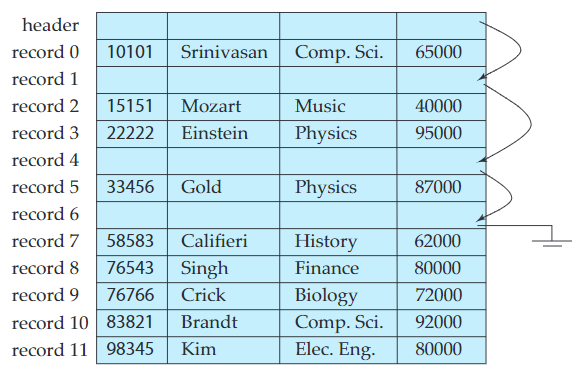 header
record 0 10101 Srinivasan Comp. Sci. 65000
record 1
record 2 15151 Mozart Music 40000
record 3 22222 Einstein Physics 95000
record 4
record 5 33456 Gold Physics 87000
record 6
record 7 58583 Califieri History 62000
record 8 76543 Singh Finance 80000
record 9 76766 Crick Biology 72000
record 10 83821 Brandt Comp. Sci. 92000
record 11 98345 Kim Elec. Eng. 80000